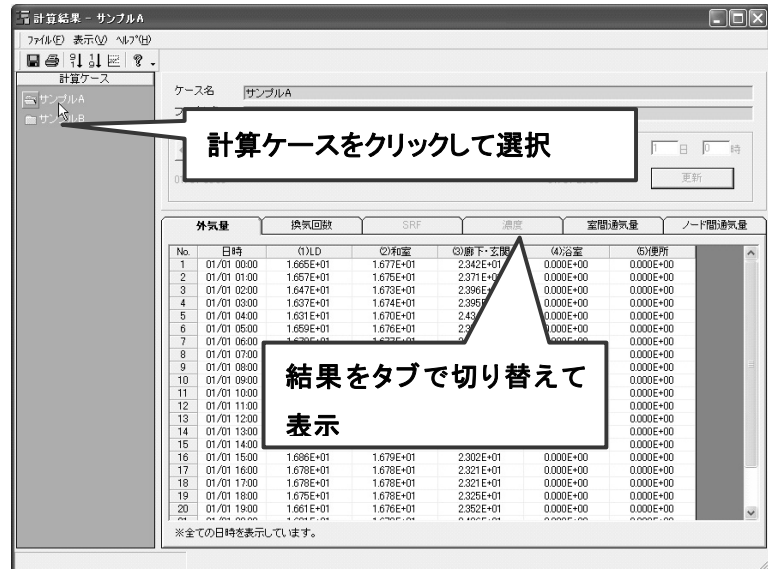 計算結果 - サンプルA
ファイル(F) 表示(V) ヘルプ(H)
計算ケース
サンプルA
サンプルB
ケース名 サンプルA
計算ケースをクリックして選択
1 日 0 時
更新
外気量 換気回数 SRF 濃度 室間通気量 ノード間通気量
No. 日時 (1)LD (2)和室 (3)廊下・玄関 (4)浴室 (5)便所
1 01/01 00:00 1.665E+01 1.677E+01 2.342E+01 0.000E+00 0.000E+00
2 01/01 01:00 1.657E+01 1.675E+01 2.371E+01 0.000E+00 0.000E+00
3 01/01 02:00 1.647E+01 1.673E+01 2.396E+01 0.000E+00 0.000E+00
4 01/01 03:00 1.637E+01 1.674E+01 0.000E+00 0.000E+00
5 01/01 04:00 1.631E+01 1.670E+01 0.000E+00 0.000E+00
6 01/01 05:00 1.659E+01 1.676E+01 0.000E+00 0.000E+00
7 01/01 06:00 0.000E+00
8 01/01 07:00 0.000E+00
9 01/01 08:00 0.000E+00
10 01/01 09:00 0.000E+00
11 01/01 10:00 0.000E+00
12 01/01 11:00 0.000E+00
13 01/01 12:00 0.000E+00
14 01/01 13:00 0.000E+00
15 01/01 14:00 0.000E+00
16 01/01 15:00 1.686E+01 1.679E+01 2.302E+01 0.000E+00 0.000E+00
17 01/01 16:00 1.678E+01 1.678E+01 2.321E+01 0.000E+00 0.000E+00
18 01/01 17:00 1.678E+01 1.678E+01 2.321E+01 0.000E+00 0.000E+00
19 01/01 18:00 1.675E+01 1.678E+01 2.325E+01 0.000E+00 0.000E+00
20 01/01 19:00 1.661E+01 1.676E+01 2.352E+01 0.000E+00 0.000E+00
結果をタブで切り替えて
表示
※全ての日時を表示しています。